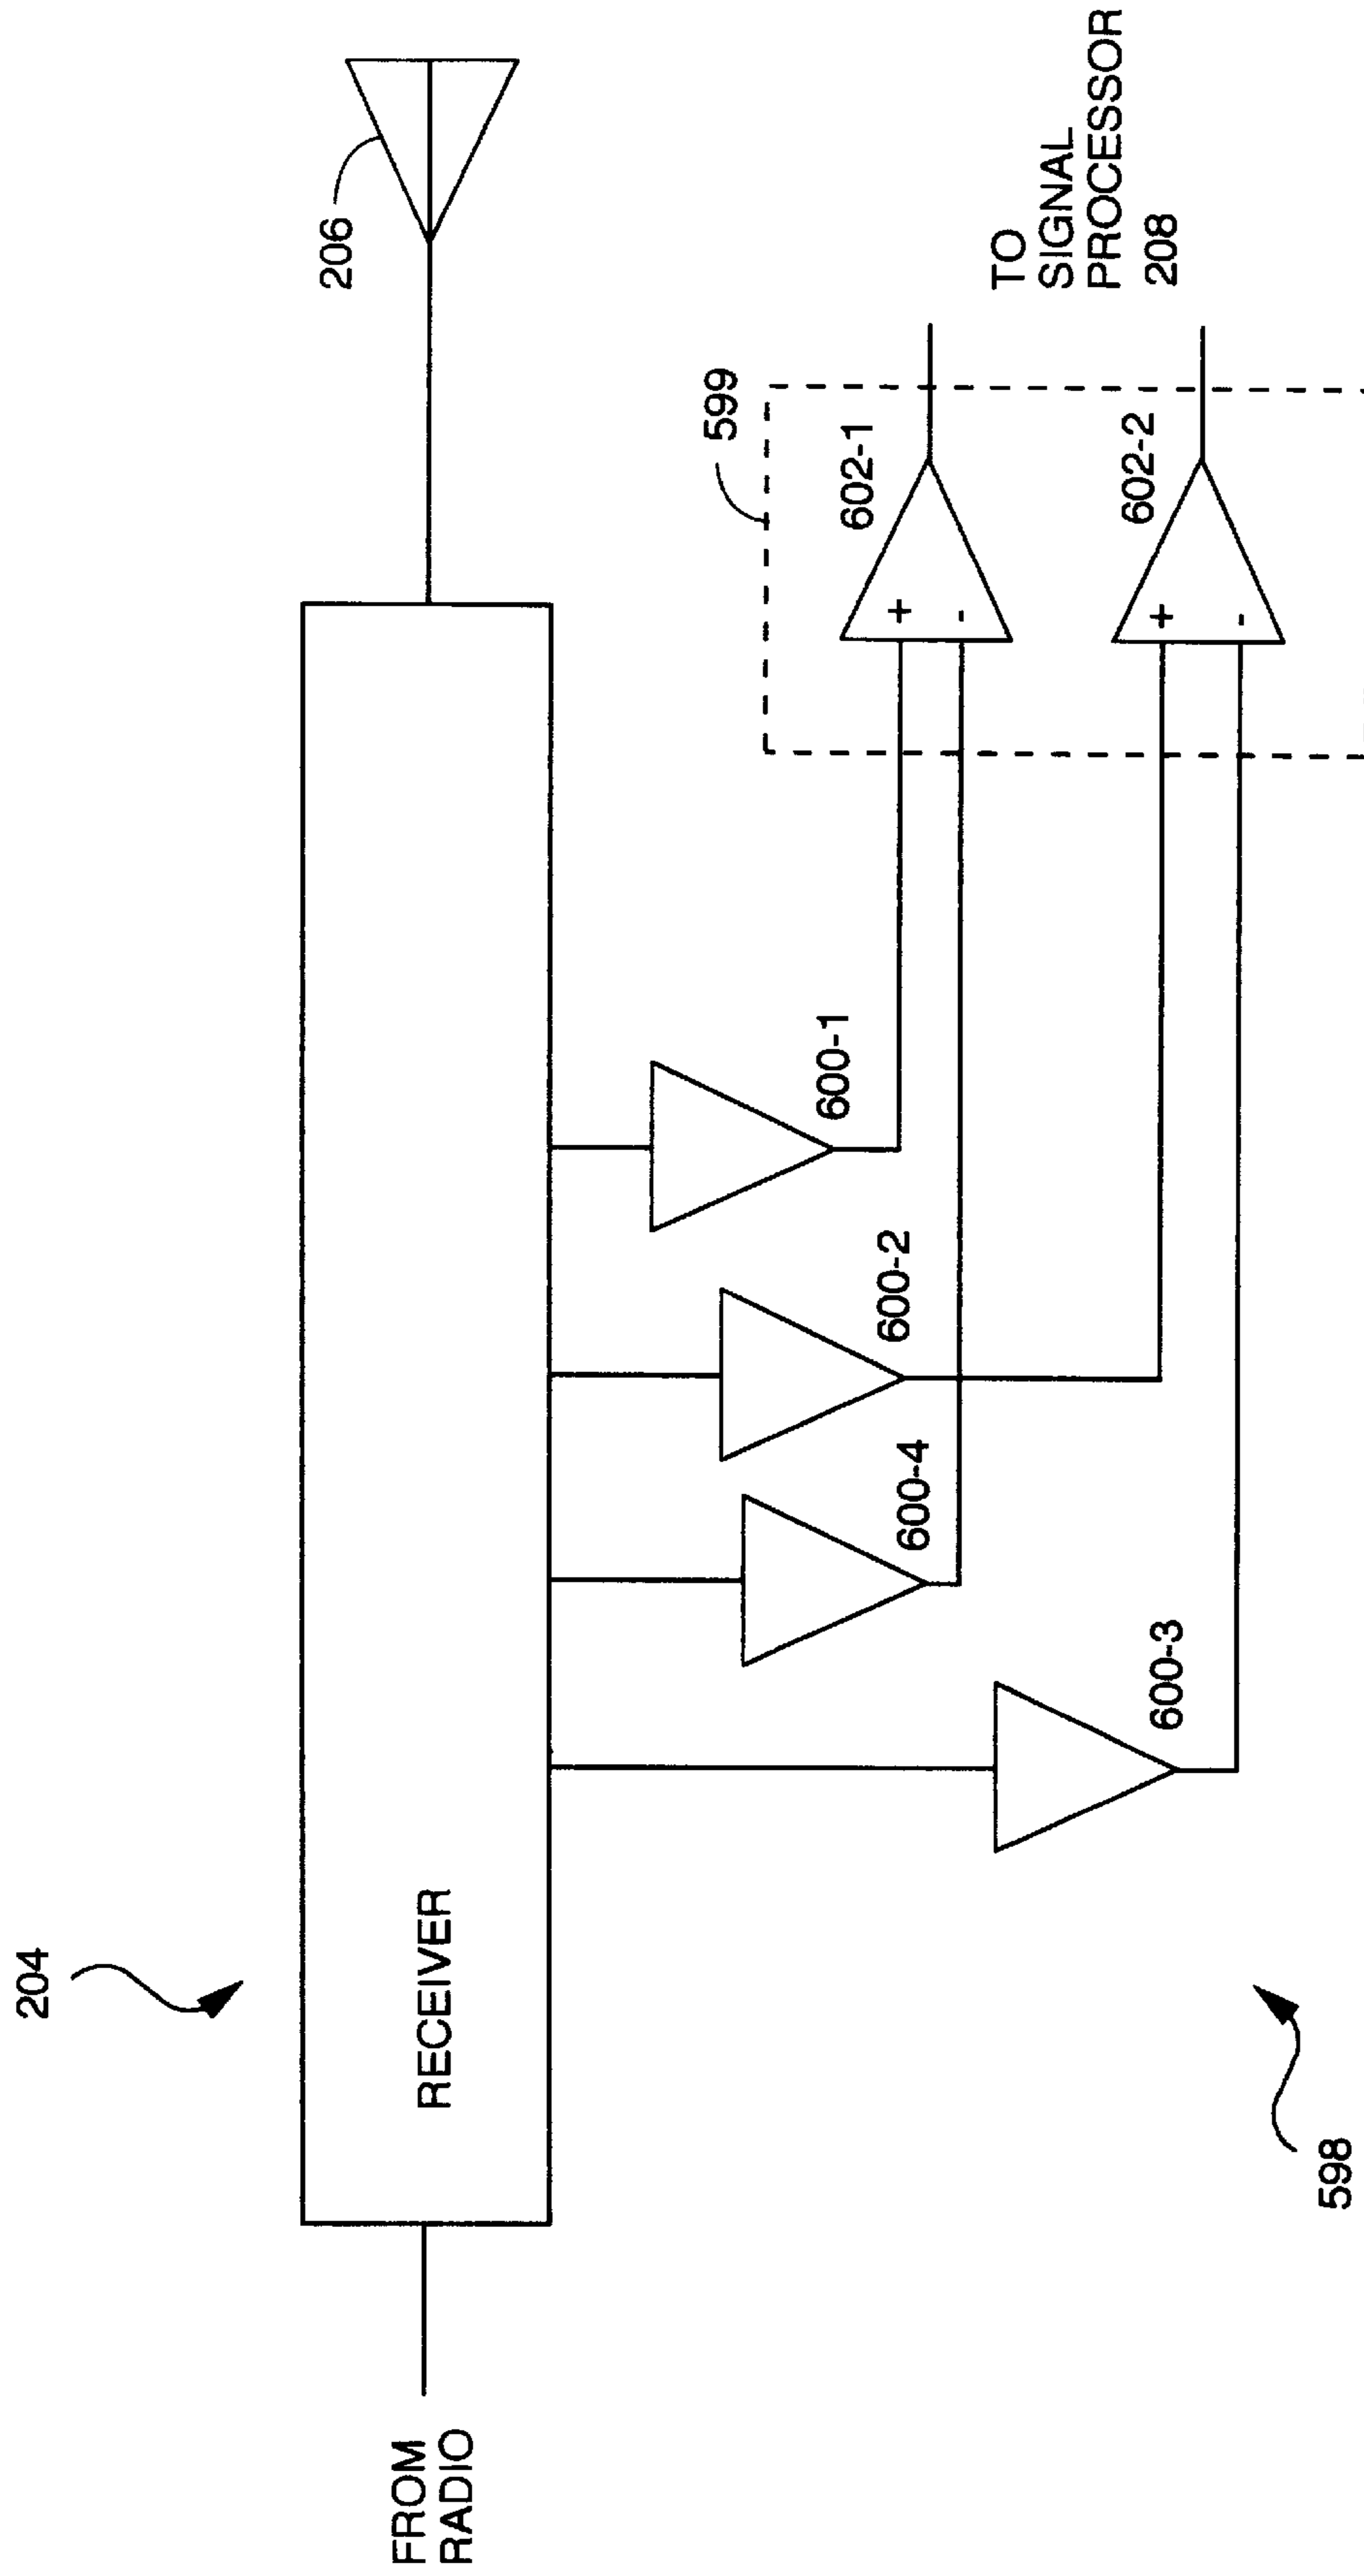 204
206
FROM
RADIO
RECEIVER
599
600-1
600-2
600-4
600-3
602-1
+
-
602-2
+
-
TO
SIGNAL
PROCESSOR
208
598